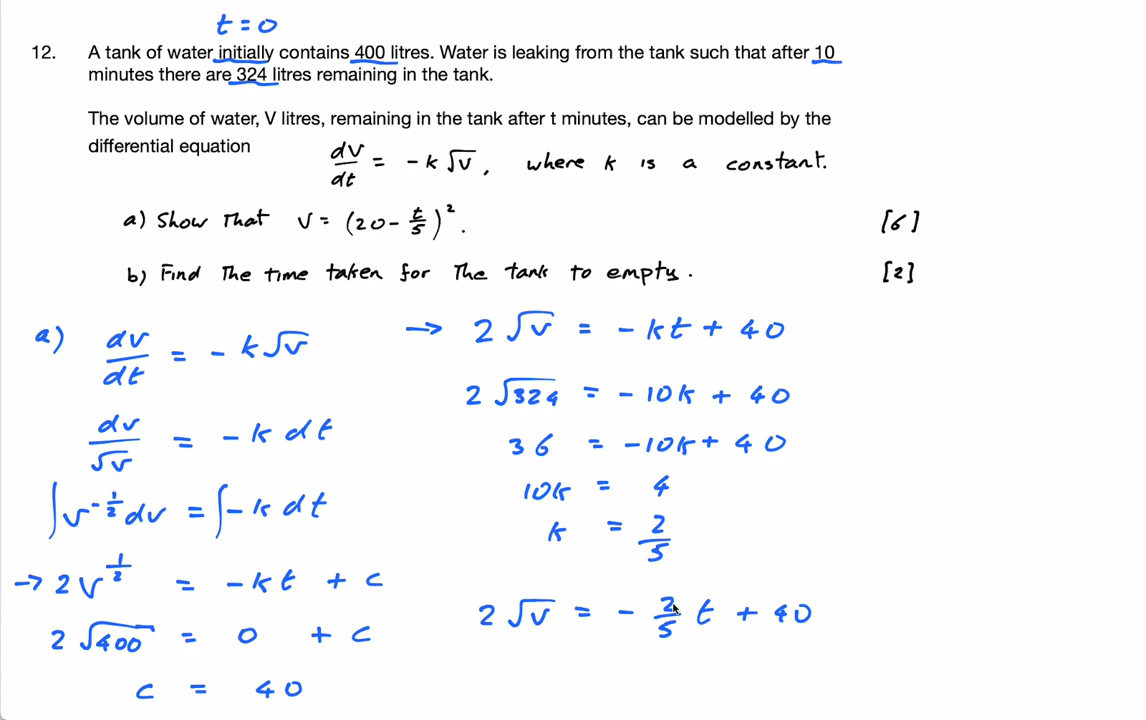 t = 0
12. A tank of water initially contains 400 litres. Water is leaking from the tank such that after 10
minutes there are 324 litres remaining in the tank.
The volume of water, V litres, remaining in the tank after t minutes, can be modelled by the
differential equation
dv/dt = - k √v , where k is a constant.
a) Show That v = (20 - t/5)² . [6]
b) Find The time taken for The tank to empty . [2]
a) dv/dt = - k √v
dv/√v = - k dt
∫ v^-1/2 dv = ∫ - k dt
→ 2 v^1/2 = - kt + c
2 √400 = 0 + c
c = 40
→ 2 √v = - kt + 40
2 √324 = - 10k + 40
36 = - 10k + 40
10k = 4
k = 2/5
2 √v = - 2/5 t + 40